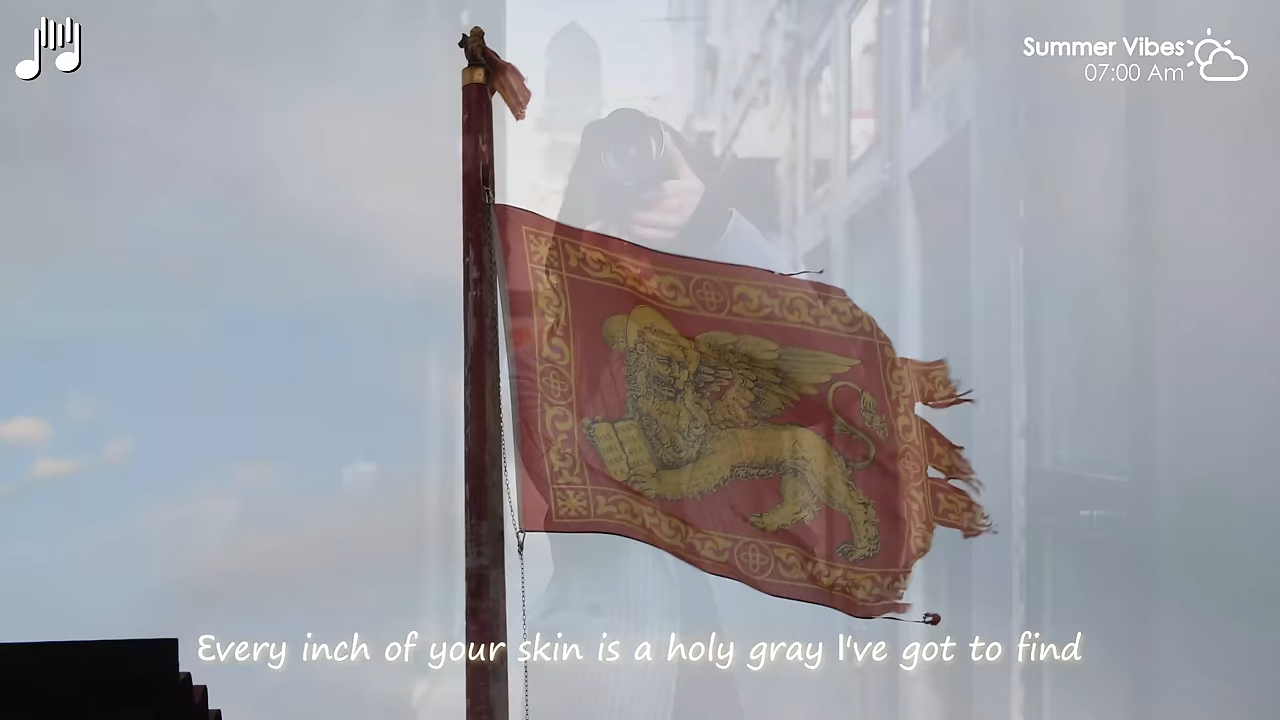 Summer Vibes
07:00 Am
Every inch of your skin is a holy gray I've got to find